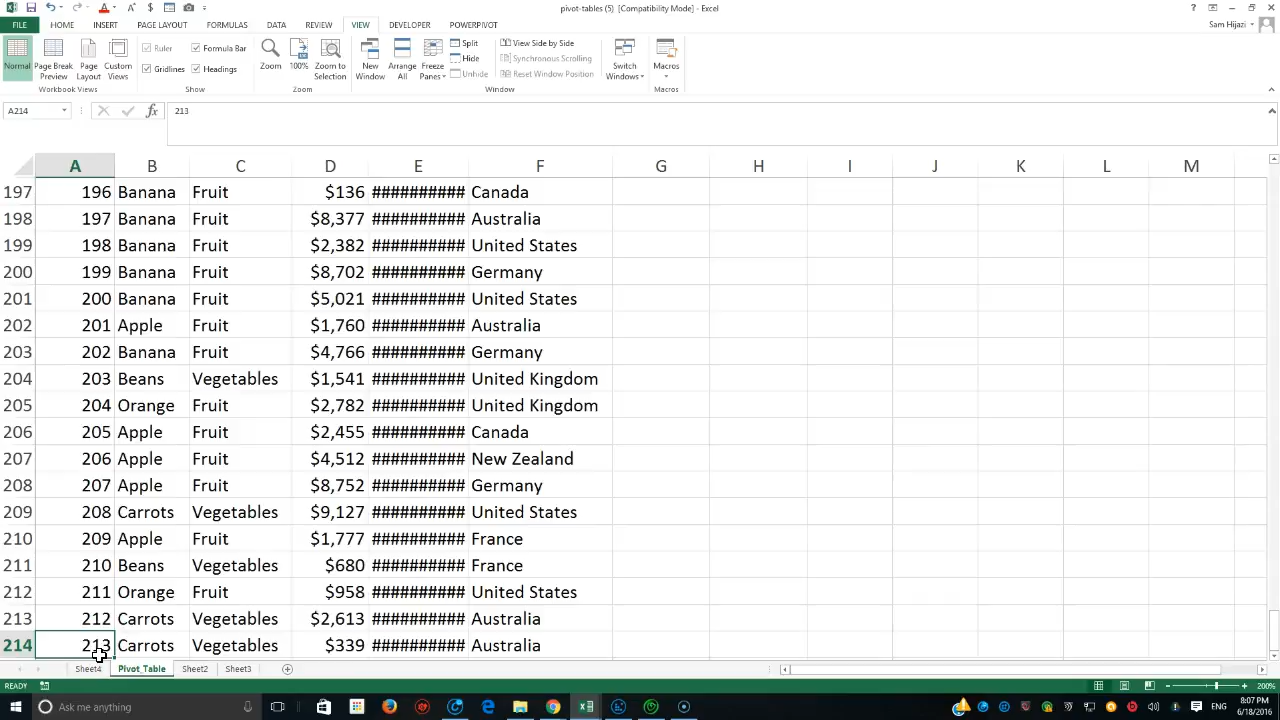 pivot-tables (5) [Compatibility Mode] - Excel
FILE HOME INSERT PAGE LAYOUT FORMULAS DATA REVIEW VIEW DEVELOPER POWERPIVOT Sam Hijazi
Normal Page Break Preview Page Layout Custom Views
Ruler Formula Bar
Gridlines Headings
Zoom 100% Zoom to Selection
New Window Arrange All Freeze Panes
Split
Hide
Unhide
View Side by Side
Synchronous Scrolling
Reset Window Position
Switch Windows Macros
Workbook Views Show Zoom Window Macros
A214 fx 213
A B C D E F G H I J K L M
197 196 Banana Fruit $136 ########## Canada
198 197 Banana Fruit $8,377 ########## Australia
199 198 Banana Fruit $2,382 ########## United States
200 199 Banana Fruit $8,702 ########## Germany
201 200 Banana Fruit $5,021 ########## United States
202 201 Apple Fruit $1,760 ########## Australia
203 202 Banana Fruit $4,766 ########## Germany
204 203 Beans Vegetables $1,541 ########## United Kingdom
205 204 Orange Fruit $2,782 ########## United Kingdom
206 205 Apple Fruit $2,455 ########## Canada
207 206 Apple Fruit $4,512 ########## New Zealand
208 207 Apple Fruit $8,752 ########## Germany
209 208 Carrots Vegetables $9,127 ########## United States
210 209 Apple Fruit $1,777 ########## France
211 210 Beans Vegetables $680 ########## France
212 211 Orange Fruit $958 ########## United States
213 212 Carrots Vegetables $2,613 ########## Australia
214 213 Carrots Vegetables $339 ########## Australia
Sheet4 Pivot_Table Sheet2 Sheet3
READY 200%
Ask me anything ENG 8:07 PM
6/18/2016